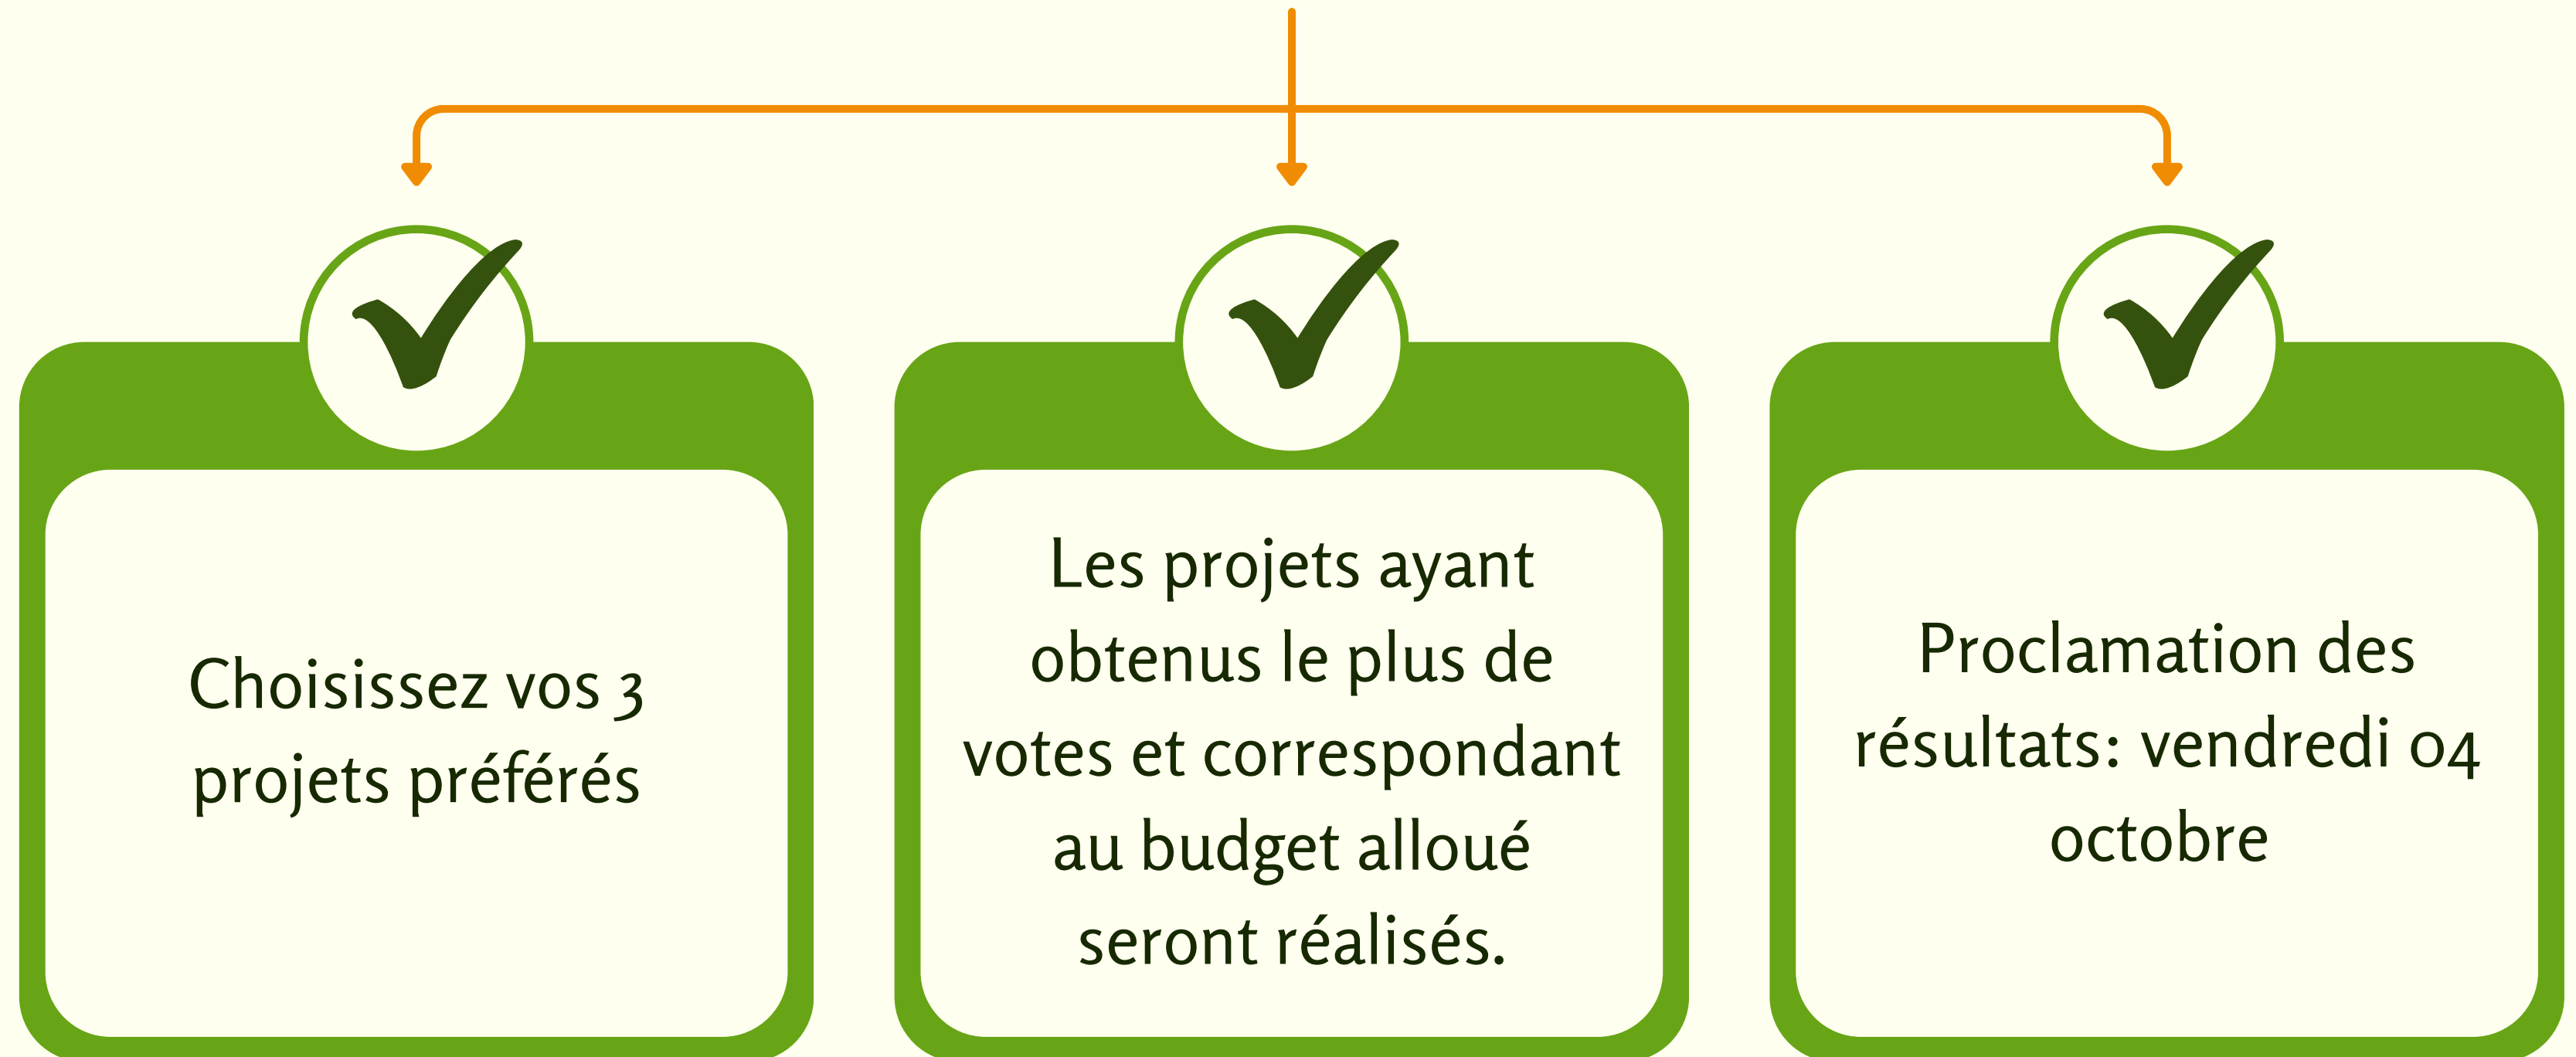 Choisissez vos 3
projets préférés
Les projets ayant
obtenus le plus de
votes et correspondant
au budget alloué
seront réalisés.
Proclamation des
résultats: vendredi 04
octobre